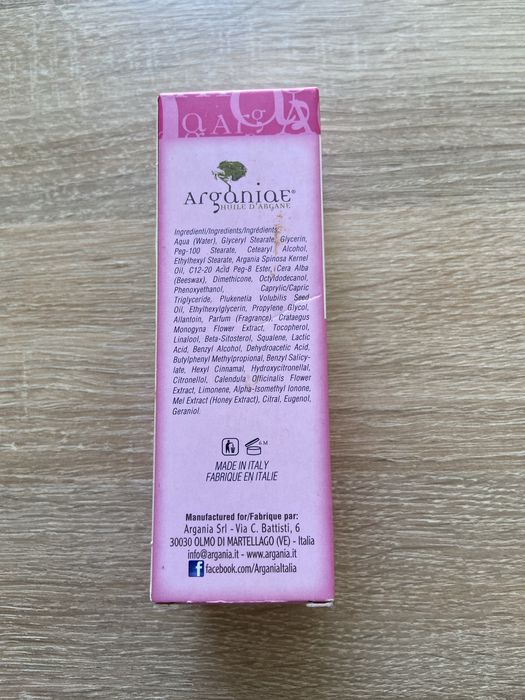 Q Arg A
Arganiae®
HUILE D'ARGANE
Ingredienti/Ingredients/Ingrédients:
Aqua (Water), Glyceryl Stearate, Glycerin,
Peg-100 Stearate, Cetearyl Alcohol,
Ethylhexyl Stearate, Argania Spinosa Kernel
Oil, C12-20 Acid Peg-8 Ester, Cera Alba
(Beeswax), Dimethicone, Octyldodecanol,
Phenoxyethanol, Caprylic/Capric
Triglyceride, Plukenetia Volubilis Seed
Oil, Ethylhexylglycerin, Propylene Glycol,
Allantoin, Parfum (Fragrance), Crataegus
Monogyna Flower Extract, Tocopherol,
Linalool, Beta-Sitosterol, Squalene, Lactic
Acid, Benzyl Alcohol, Dehydroacetic Acid,
Butylphenyl Methylpropional, Benzyl Salicy-
late, Hexyl Cinnamal, Hydroxycitronellal,
Citronellol, Calendula Officinalis Flower
Extract, Limonene, Alpha-Isomethyl Ionone,
Mel Extract (Honey Extract), Citral, Eugenol,
Geraniol.
6 M
MADE IN ITALY
FABRIQUE EN ITALIE
Manufactured for/Fabrique par:
Argania Srl - Via C. Battisti, 6
30030 OLMO DI MARTELLAGO (VE) - Italia
info@argania.it - www.argania.it
f facebook.com/ArganiaItalia